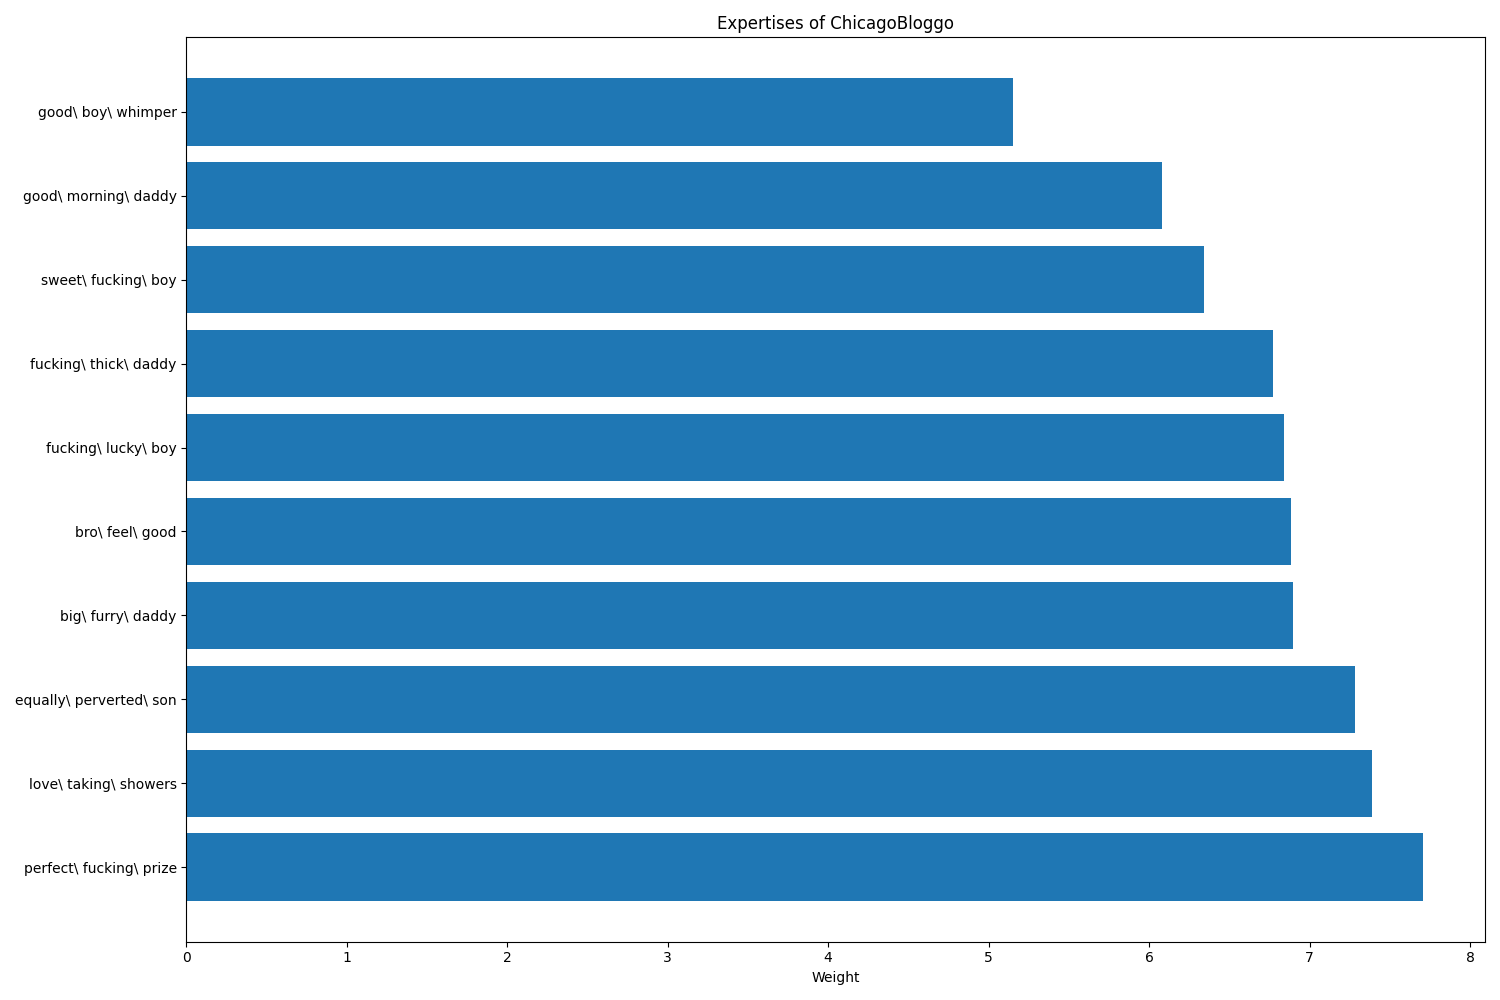 Expertises of ChicagoBloggo
good\ boy\ whimper
good\ morning\ daddy
sweet\ fucking\ boy
fucking\ thick\ daddy
fucking\ lucky\ boy
bro\ feel\ good
big\ furry\ daddy
equally\ perverted\ son
love\ taking\ showers
perfect\ fucking\ prize
0 1 2 3 4 5 6 7 8
Weight